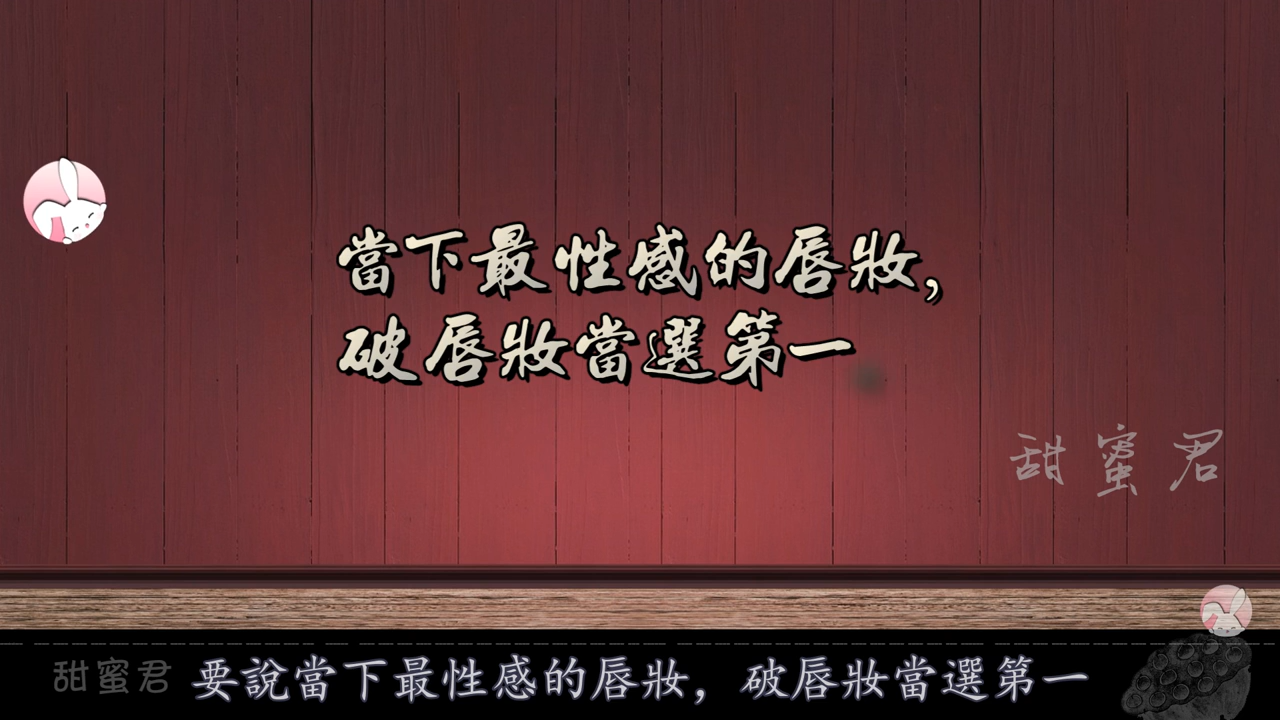 當下最性感的唇妝，
破唇妝當選第一
甜蜜君
甜蜜君
要說當下最性感的唇妝，破唇妝當選第一